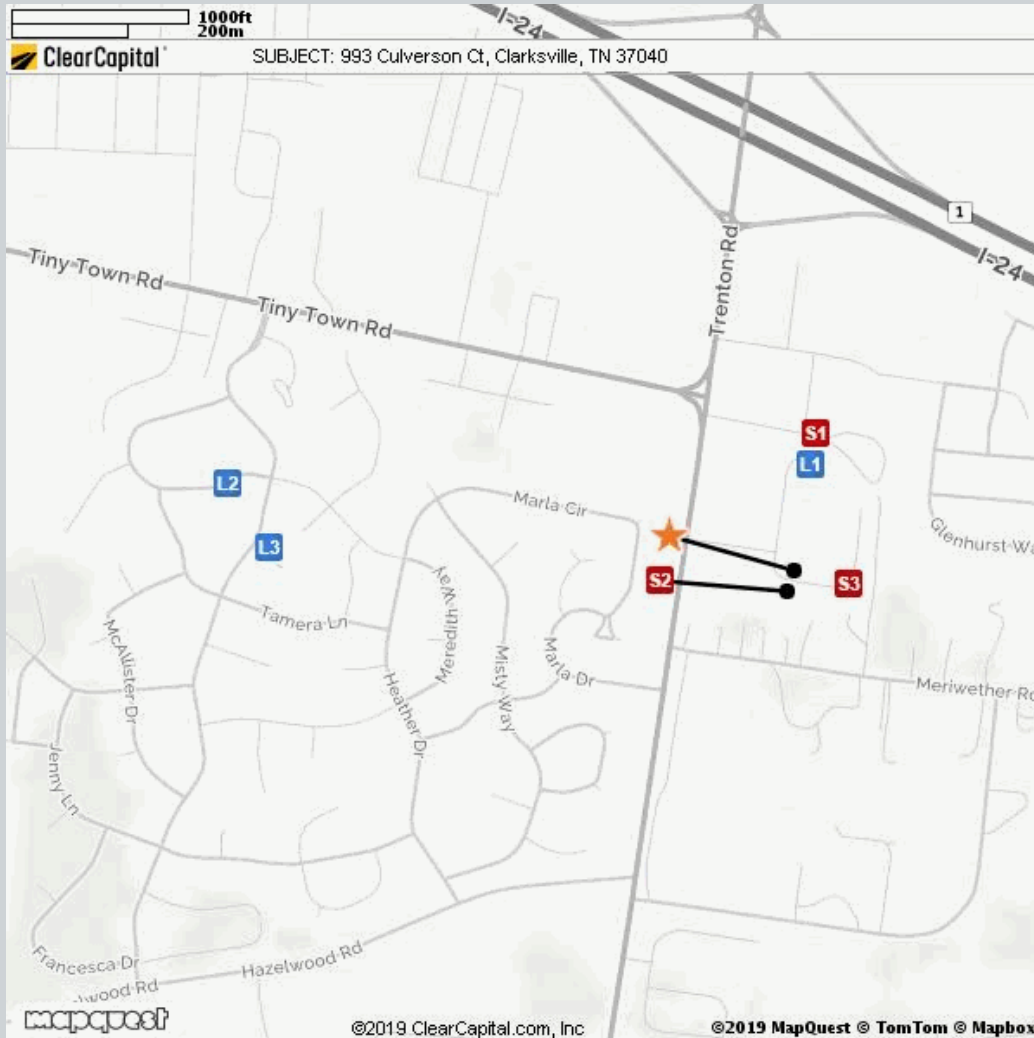 1000ft
200m
I-24
ClearCapital
SUBJECT: 993 Culverson Ct, Clarksville, TN 37040
1
Trenton Rd
I-24
Tiny Town Rd
Tiny Town Rd
S1
L1
L2
Marla Cir
Glenhurst Wa
L3
S2
S3
Meredith Way
Tamera Ln
McAllister Dr
Misty Way
Marla Dr
Heather Dr
Meriwether Rd
Jenny Ln
Francesca Dr
Hazelwood Rd
lwood Rd
mapquest
©2019 ClearCapital.com, Inc
©2019 MapQuest © TomTom © Mapbox